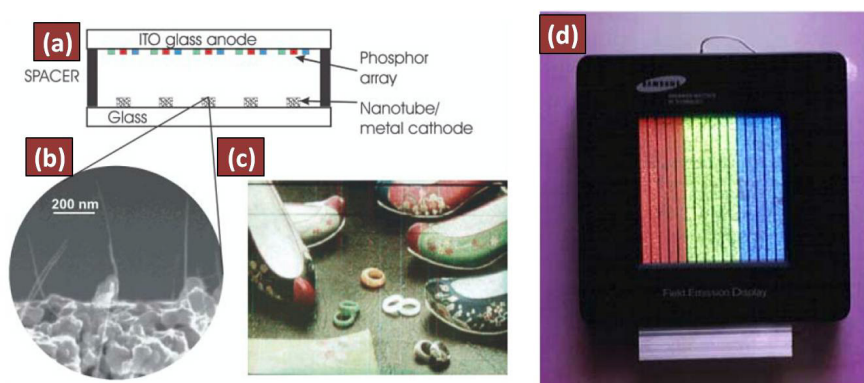 (a)
ITO glass anode
SPACER
Phosphor
array
Glass
Nanotube/
metal cathode
(b)
200 nm
(c)
(d)
SAMSUNG
Field Emission Display